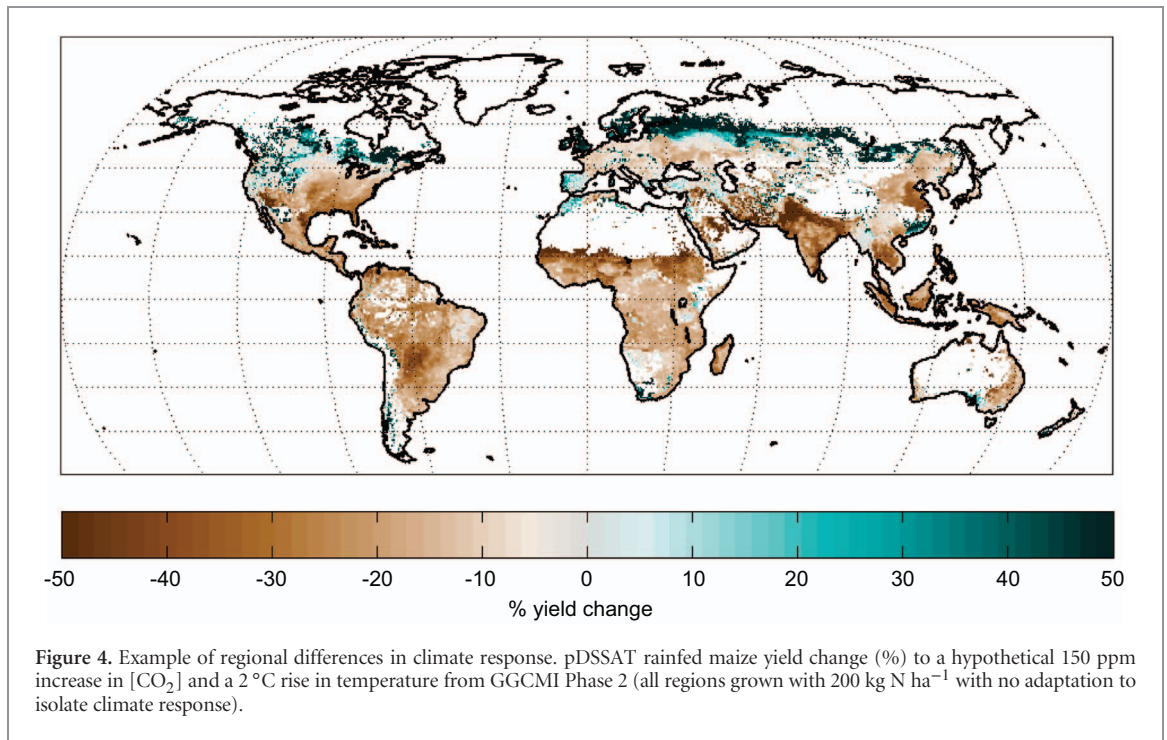 -50 -40 -30 -20 -10 0 10 20 30 40 50
% yield change
Figure 4. Example of regional differences in climate response. pDSSAT rainfed maize yield change (%) to a hypothetical 150 ppm
increase in [CO₂] and a 2 °C rise in temperature from GGCMI Phase 2 (all regions grown with 200 kg N ha⁻¹ with no adaptation to
isolate climate response).